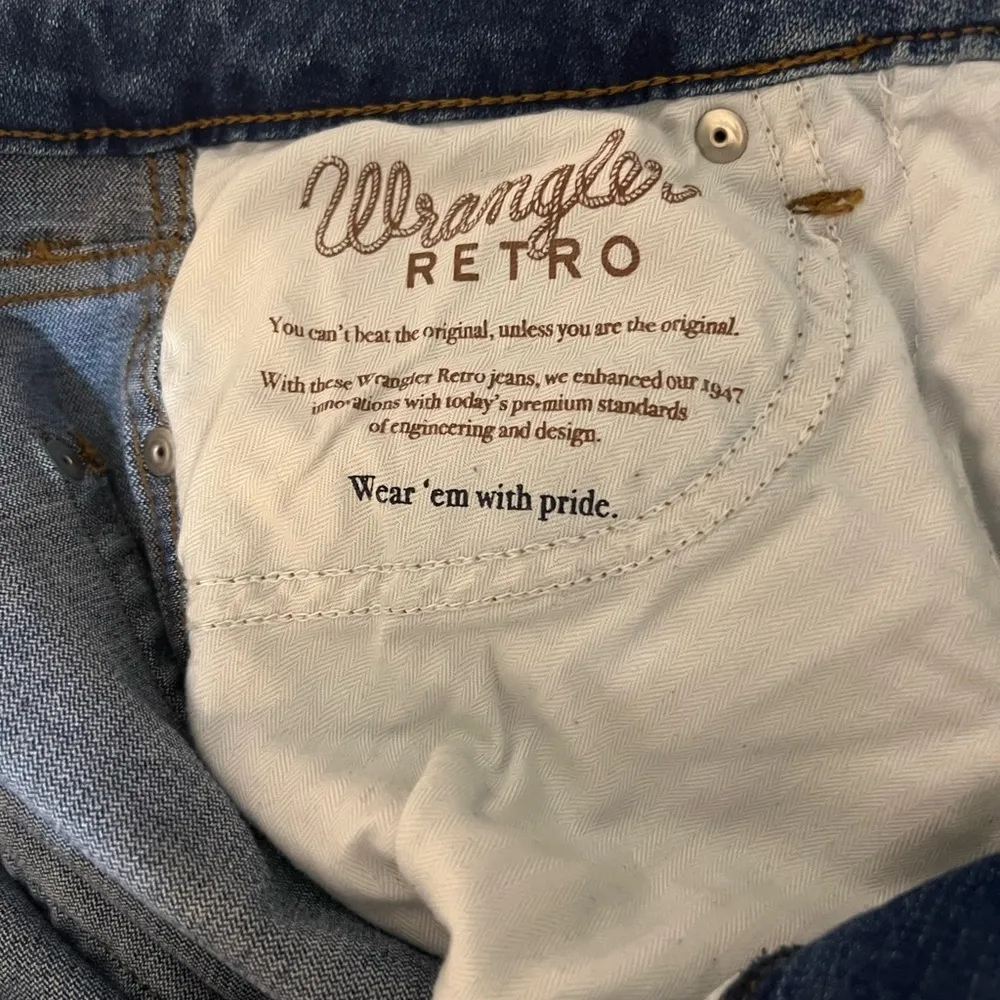 Wrangler
RETRO
You can't beat the original, unless you are the original.
With these Wrangler Retro jeans, we enhanced our 1947
innovations with today's premium standards
of engineering and design.
Wear 'em with pride.